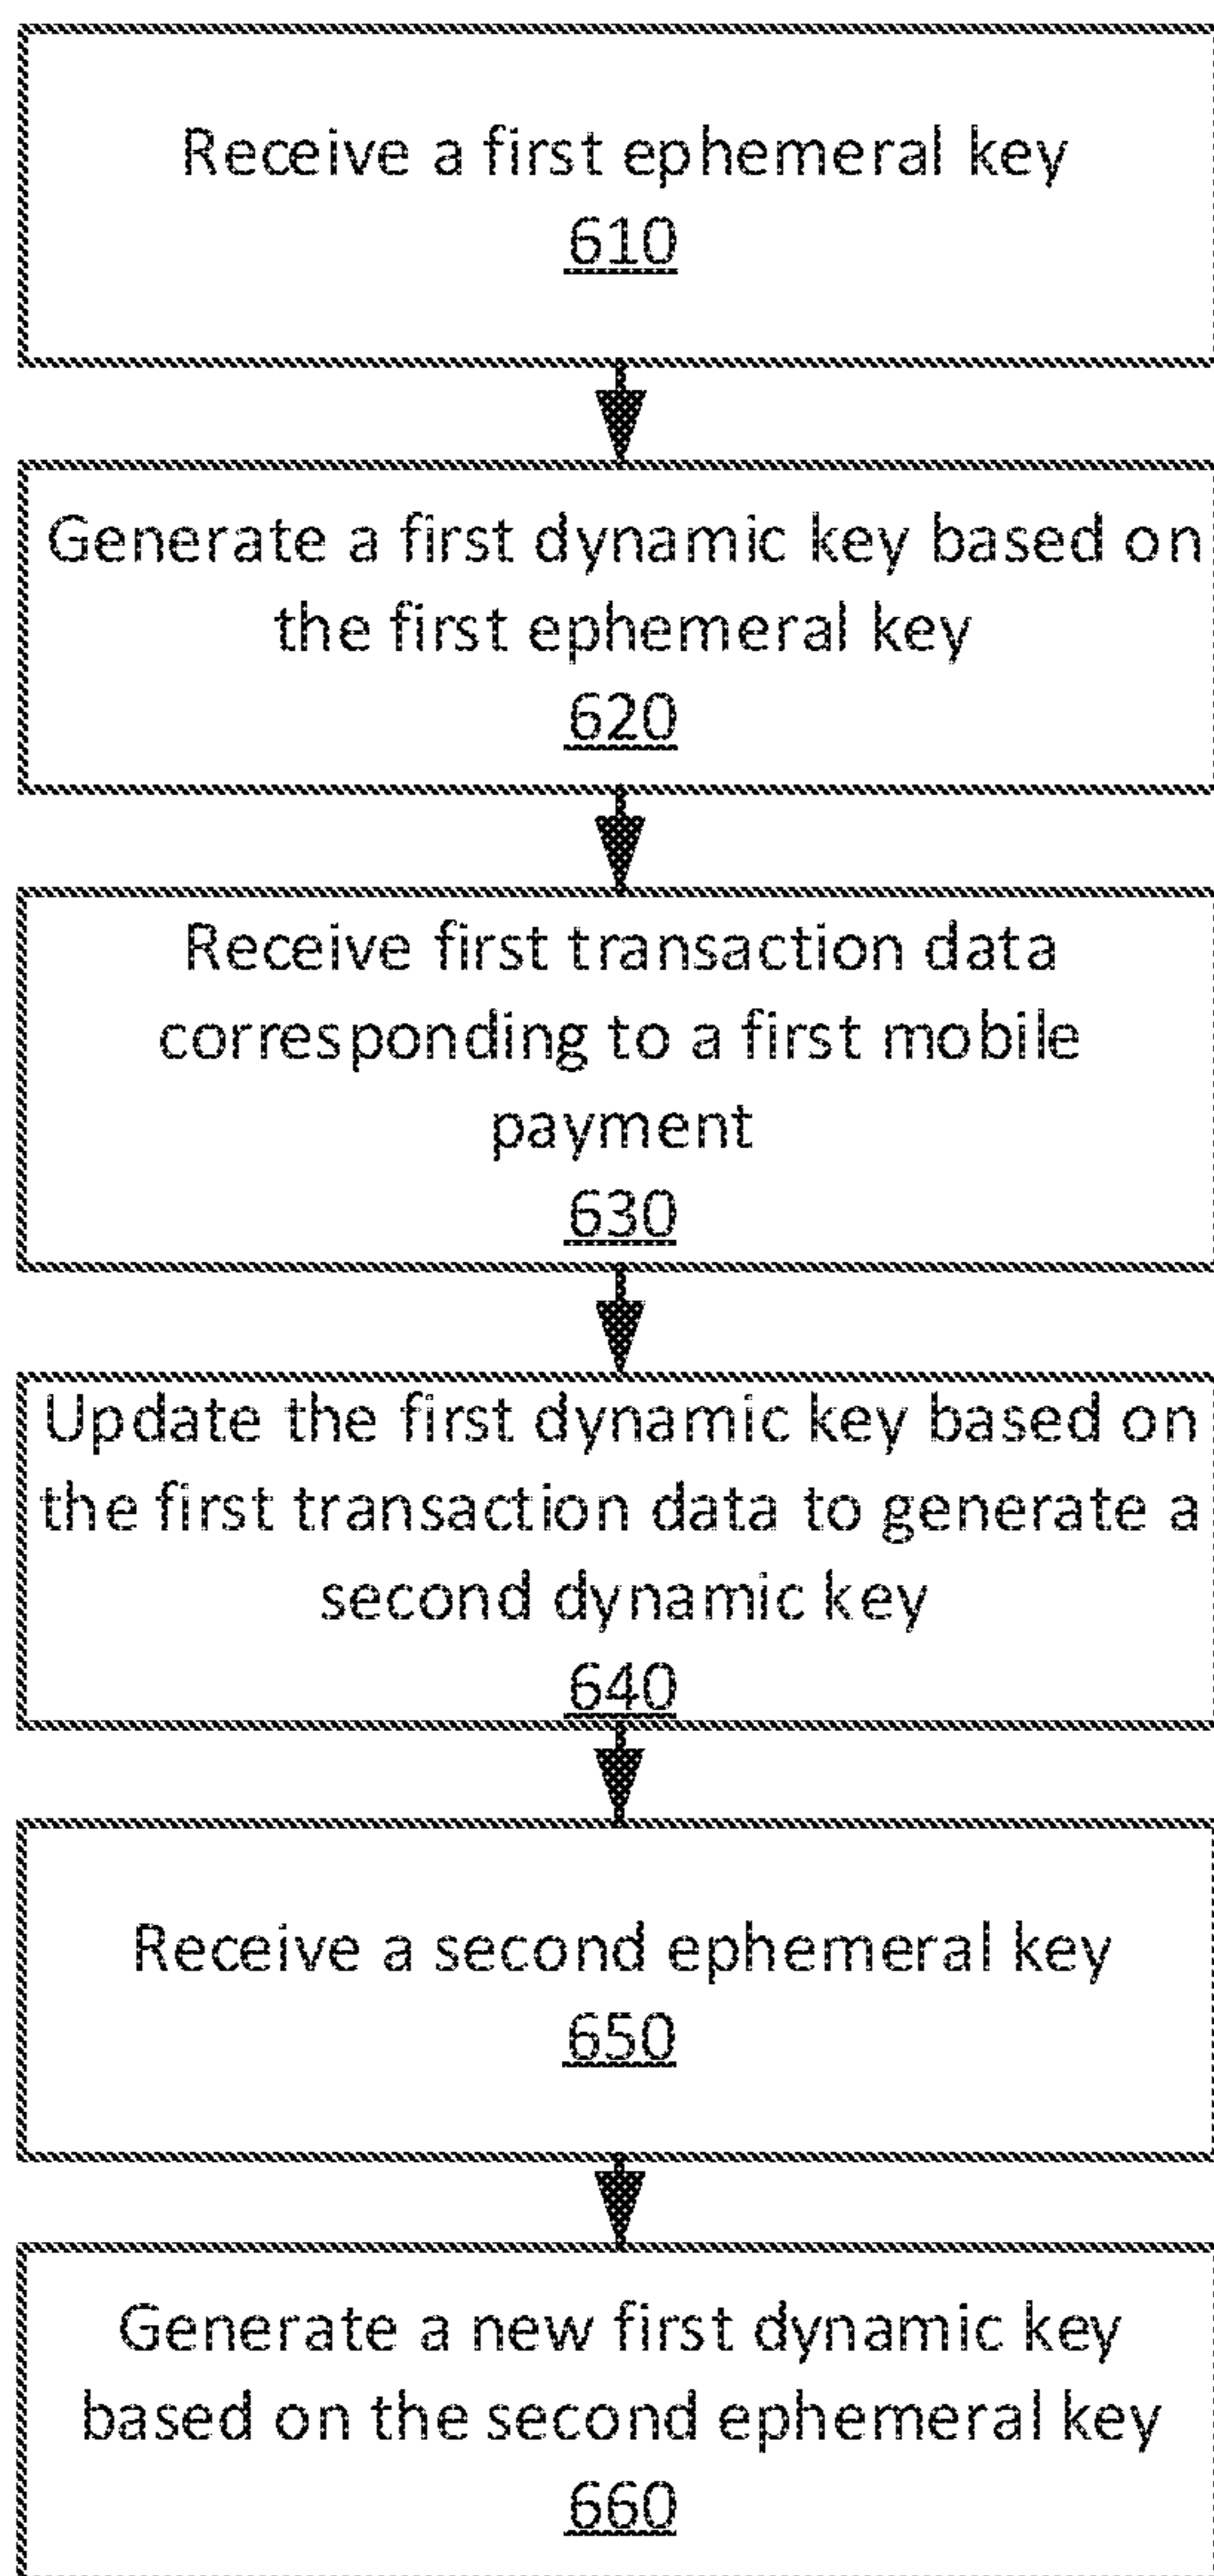 Receive a first ephemeral key
610
Generate a first dynamic key based on
the first ephemeral key
620
Receive first transaction data
corresponding to a first mobile
payment
630
Update the first dynamic key based on
the first transaction data to generate a
second dynamic key
640
Receive a second ephemeral key
650
Generate a new first dynamic key
based on the second ephemeral key
660